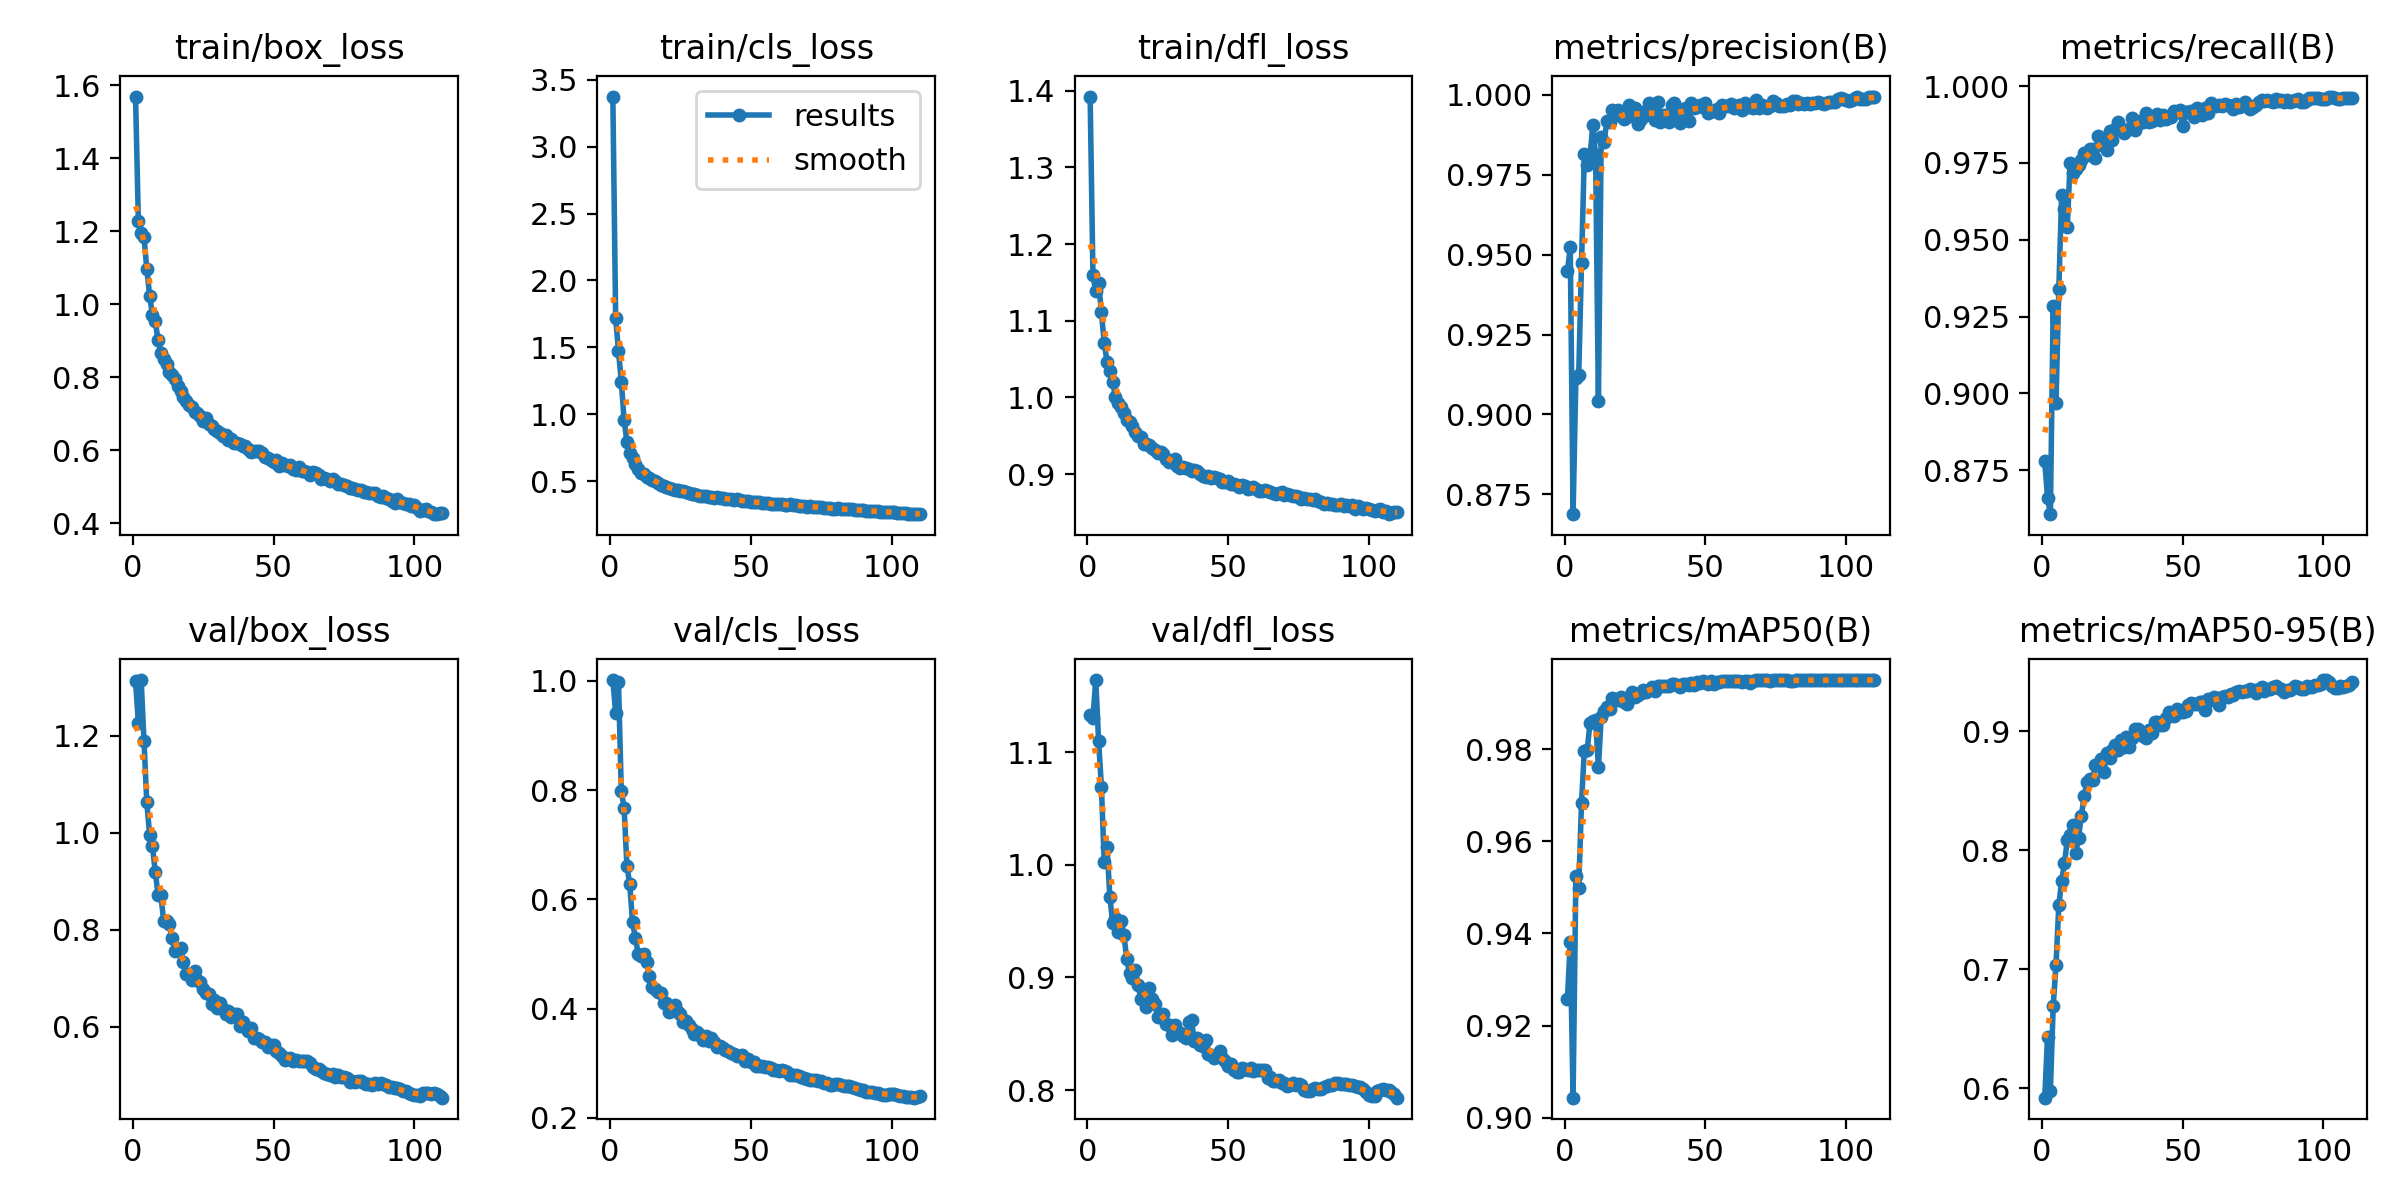 train/box_loss
1.6
1.4
1.2
1.0
0.8
0.6
0.4
0 50 100
train/cls_loss
results
smooth
3.5
3.0
2.5
2.0
1.5
1.0
0.5
0 50 100
train/dfl_loss
1.4
1.3
1.2
1.1
1.0
0.9
0 50 100
metrics/precision(B)
1.000
0.975
0.950
0.925
0.900
0.875
0 50 100
metrics/recall(B)
1.000
0.975
0.950
0.925
0.900
0.875
0 50 100
val/box_loss
1.2
1.0
0.8
0.6
0 50 100
val/cls_loss
1.0
0.8
0.6
0.4
0.2
0 50 100
val/dfl_loss
1.1
1.0
0.9
0.8
0 50 100
metrics/mAP50(B)
0.98
0.96
0.94
0.92
0.90
0 50 100
metrics/mAP50-95(B)
0.9
0.8
0.7
0.6
0 50 100